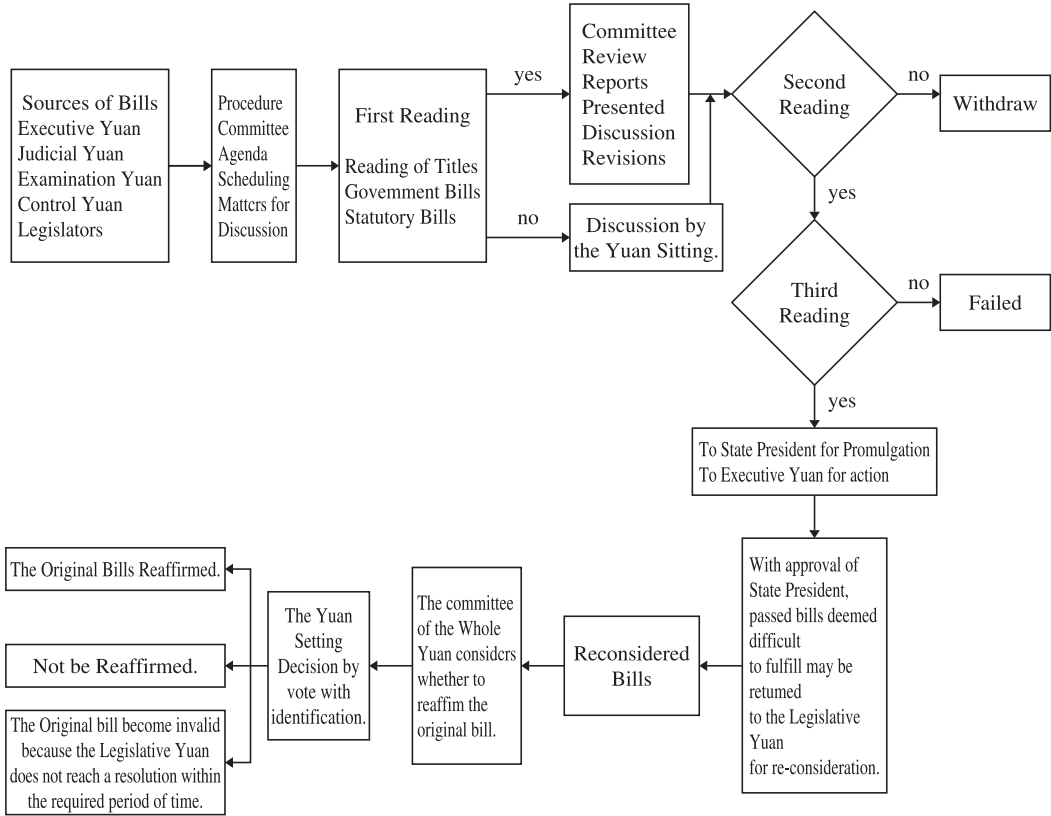 Sources of Bills
Executive Yuan
Judicial Yuan
Examination Yuan
Control Yuan
Legislators
Procedure
Committee
Agenda
Scheduling
Mattcrs for
Discussion
First Reading
Reading of Titles
Govemment Bills
Statutory Bills
yes
no
Committee
Review
Reports
Presented
Discussion
Revisions
Discussion by
the Yuan Sitting.
Second
Reading
no
Withdraw
yes
Third
Reading
no
Failed
yes
To State President for Promulgation
To Executive Yuan for action
With approval of
State President,
passed bills deemed
difficult
to fulfill may be
retumed
to the Legislative
Yuan
for re-consideration.
Reconsidered
Bills
The committee
of the Whole
Yuan considcrs
whether to
reaffim the
original bill.
The Yuan
Setting
Decision by
vote with
identification.
The Original Bills Reaffirmed.
Not be Reaffirmed.
The Original bill become invalid
because the Legislative Yuan
does not reach a resolution within
the required period of time.